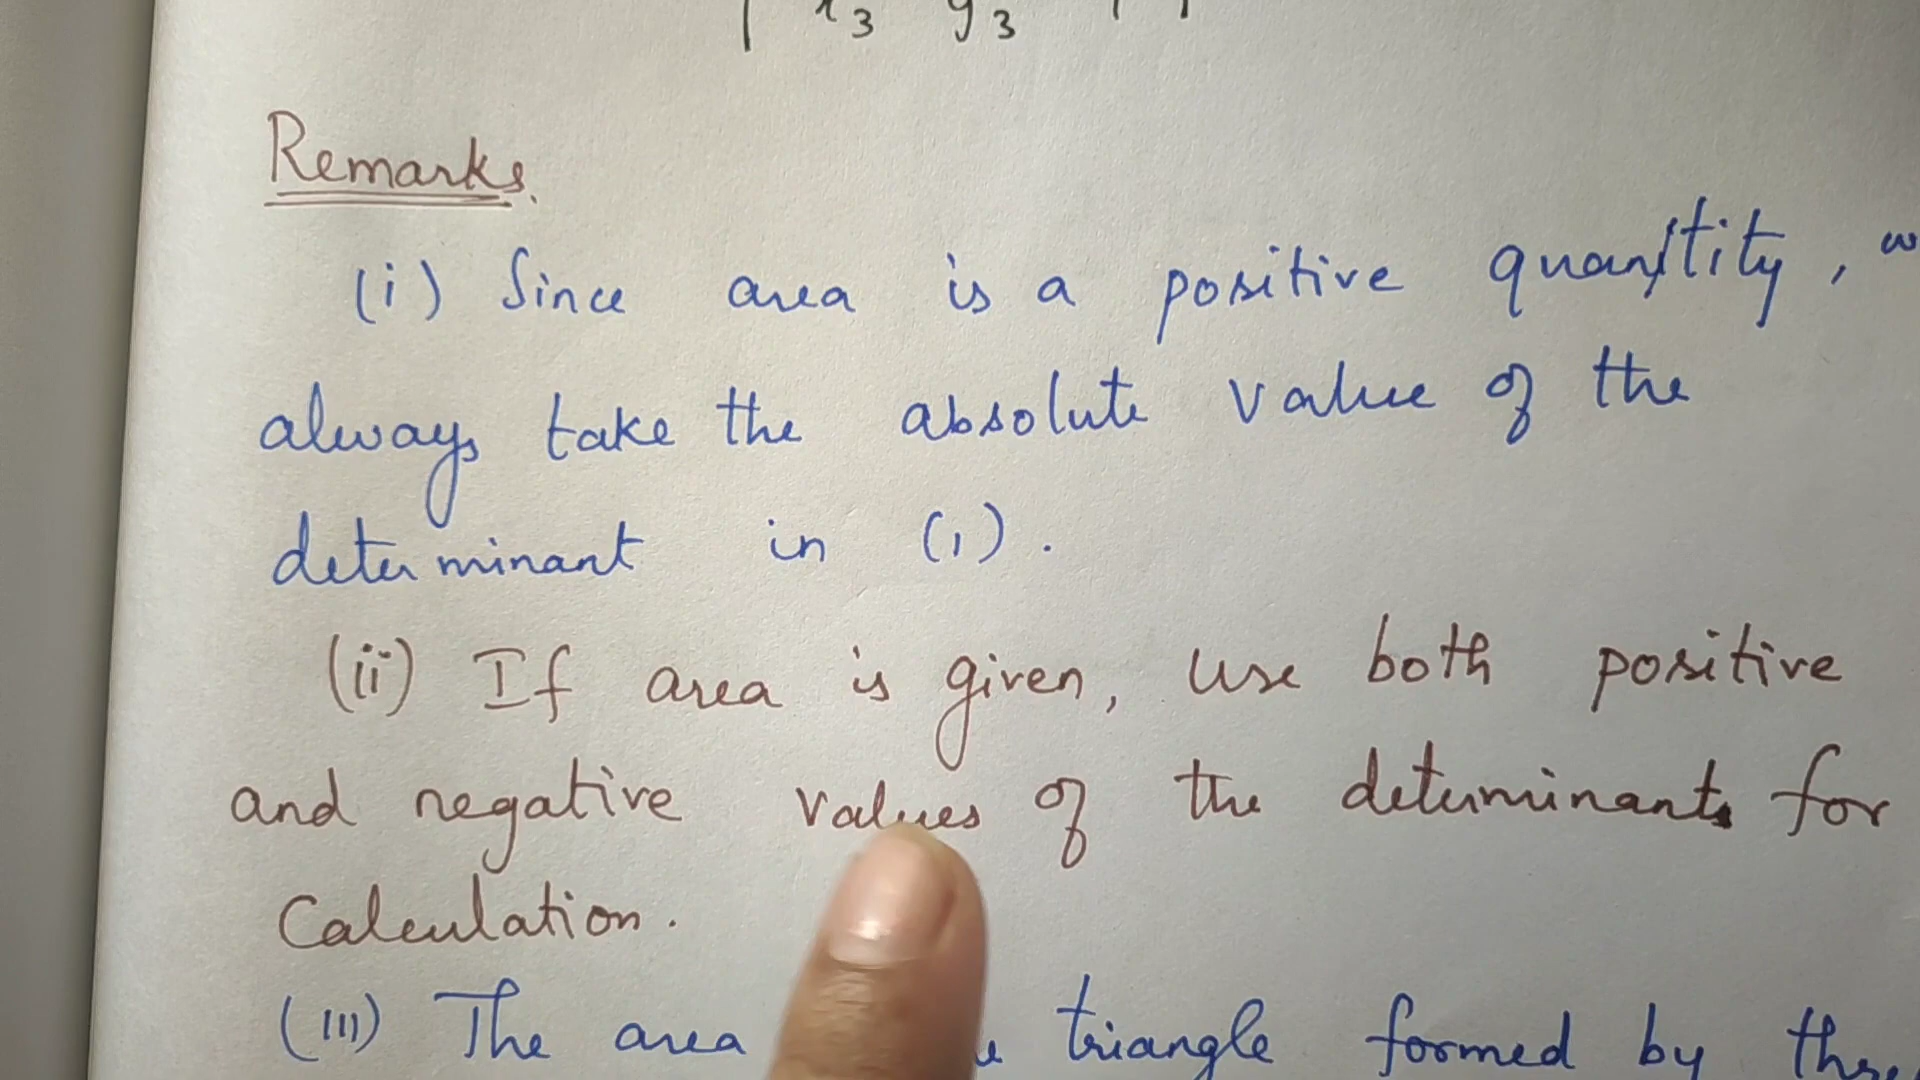 x3 y3
Remarks.
(i) Since area is a positive quantity,
always take the absolute value of the
determinant in (1).
(ii) If area is given, use both positive
and negative values of the determinants for
Calculation.
(iii) The area triangle formed by